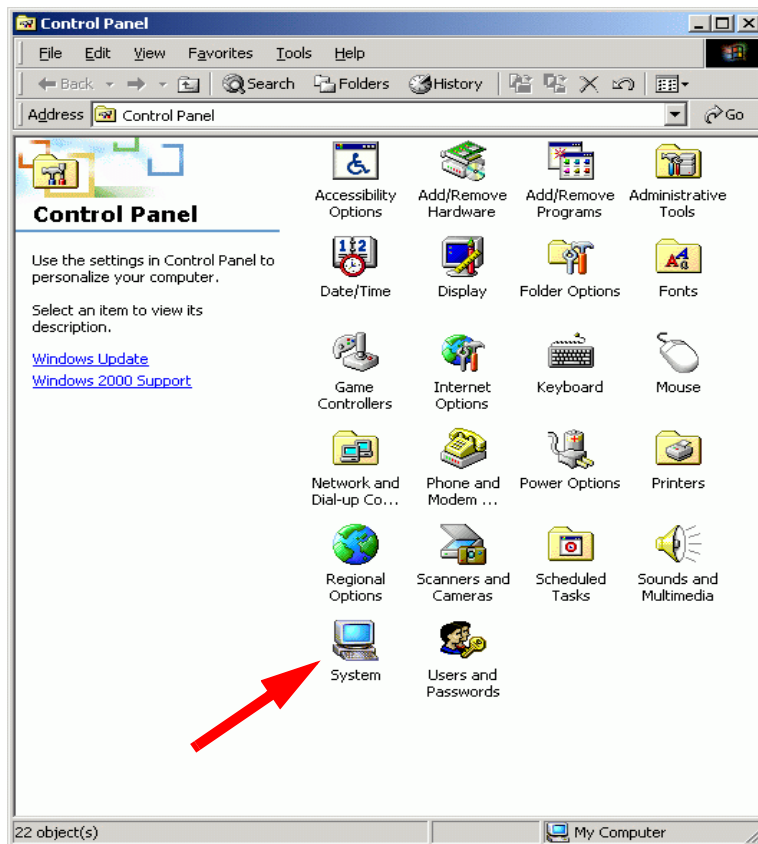 Control Panel
File Edit View Favorites Tools Help
Back Search Folders History
Address Control Panel Go
Control Panel
Use the settings in Control Panel to
personalize your computer.
Select an item to view its
description.
Windows Update
Windows 2000 Support
Accessibility
Options
Add/Remove
Hardware
Add/Remove
Programs
Administrative
Tools
Date/Time
Display
Folder Options
Fonts
Game
Controllers
Internet
Options
Keyboard
Mouse
Network and
Dial-up Co...
Phone and
Modem ...
Power Options
Printers
Regional
Options
Scanners and
Cameras
Scheduled
Tasks
Sounds and
Multimedia
System
Users and
Passwords
22 object(s) My Computer